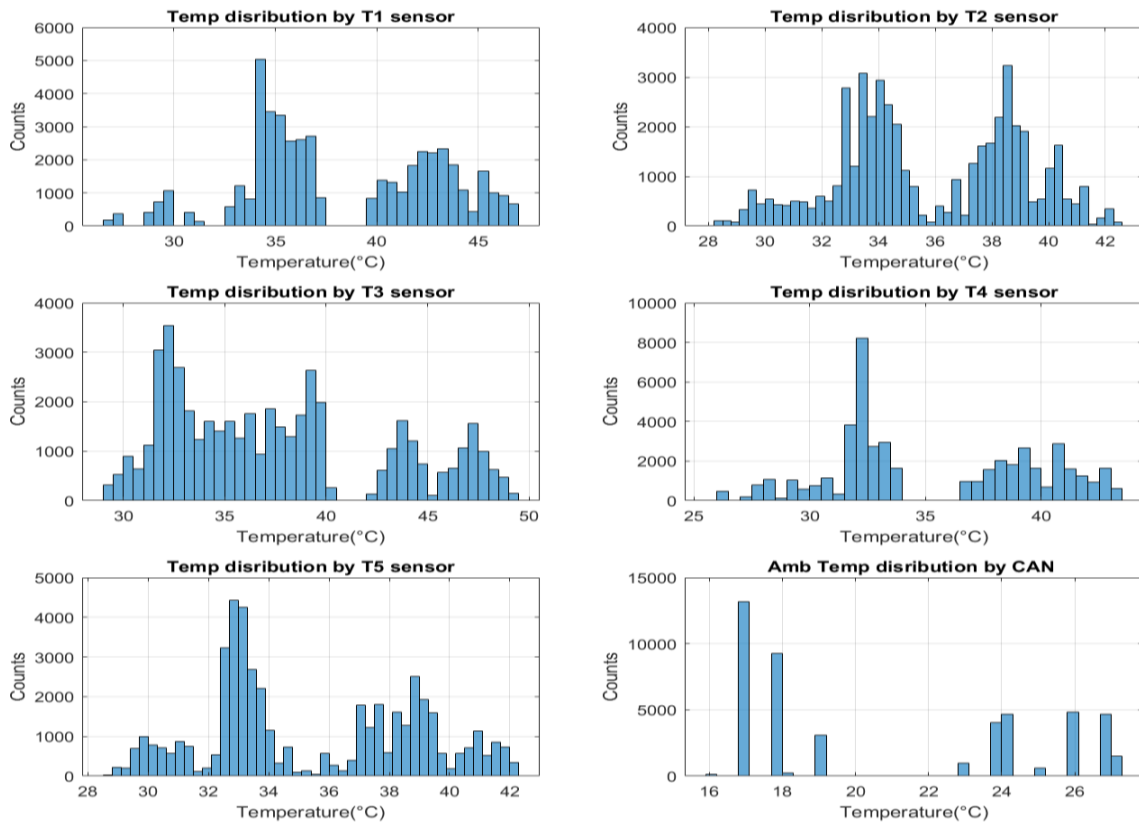 Temp disribution by T1 sensor
6000
5000
4000
3000
2000
1000
0
Counts
30 35 40 45
Temperature(°C)
Temp disribution by T2 sensor
4000
3000
2000
1000
0
Counts
28 30 32 34 36 38 40 42
Temperature(°C)
Temp disribution by T3 sensor
4000
3000
2000
1000
0
Counts
30 35 40 45 50
Temperature(°C)
Temp disribution by T4 sensor
10000
8000
6000
4000
2000
0
Counts
25 30 35 40
Temperature(°C)
Temp disribution by T5 sensor
5000
4000
3000
2000
1000
0
Counts
28 30 32 34 36 38 40 42
Temperature(°C)
Amb Temp disribution by CAN
15000
10000
5000
0
Counts
16 18 20 22 24 26
Temperature(°C)